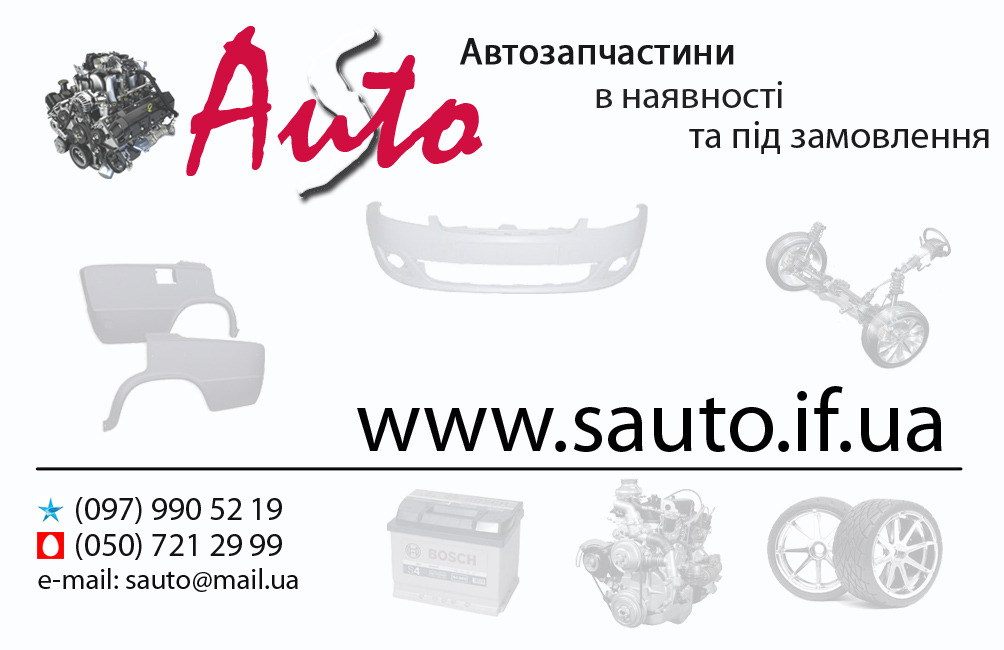 Auto
S
Автозапчастини
в наявності
та під замовлення
www.sauto.if.ua
(097) 990 52 19
(050) 721 29 99
e-mail: sauto@mail.ua
BOSCH
S4